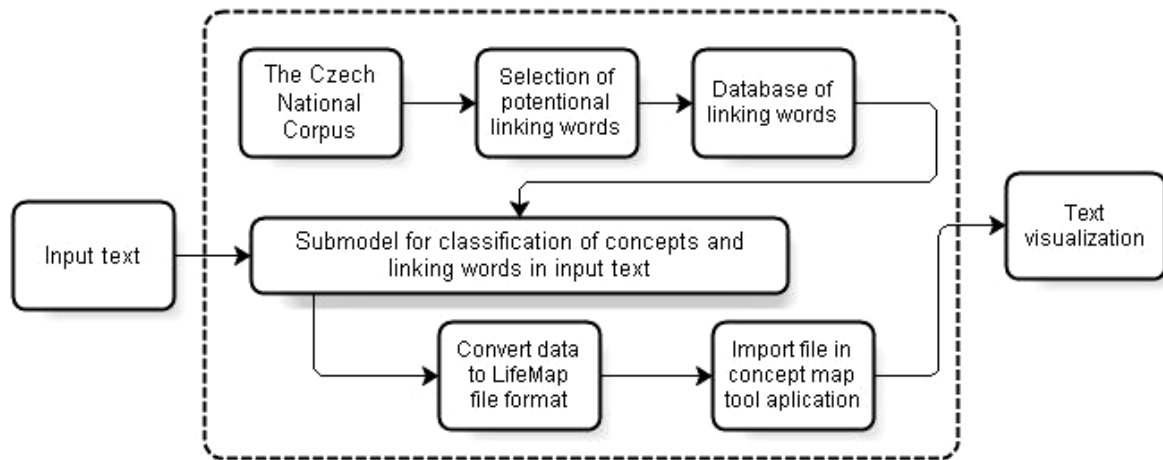 The Czech
National
Corpus
Selection of
potentional
linking words
Database of
linking words
Input text
Submodel for classification of concepts and
linking words in input text
Text
visualization
Convert data
to LifeMap
file format
Import file in
concept map
tool aplication